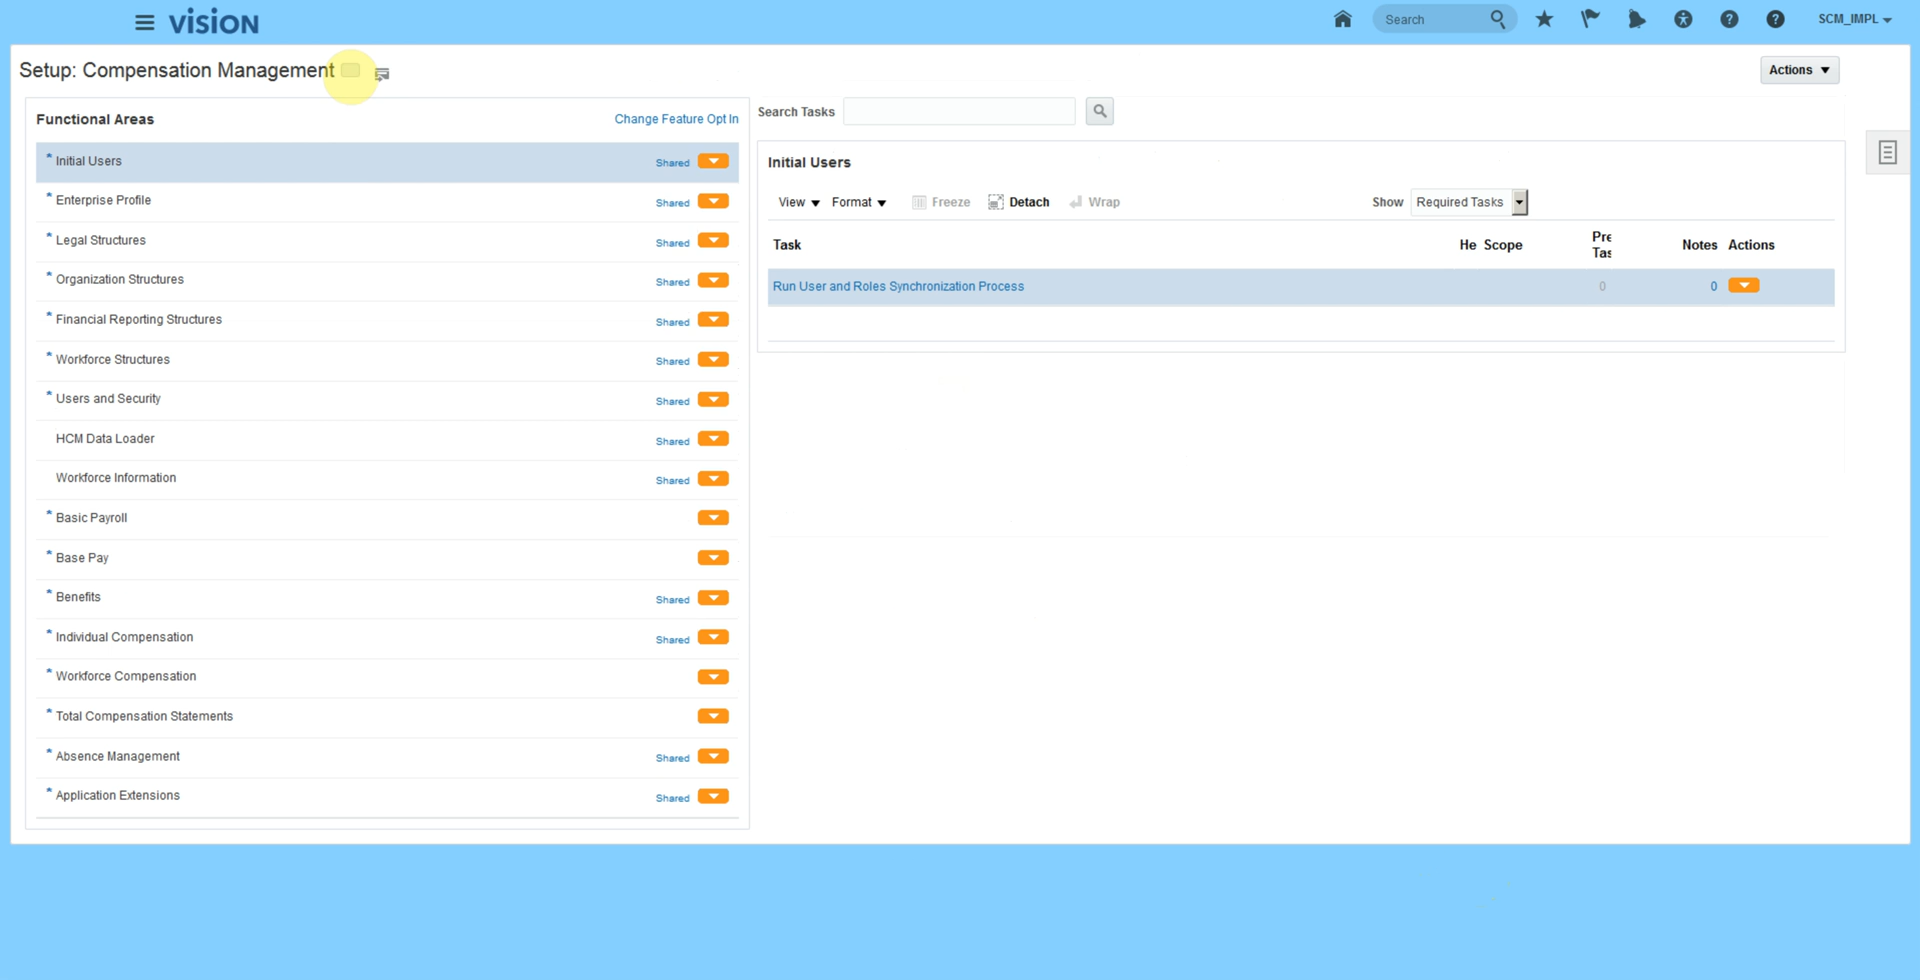 vision
Search
SCM_IMPL
Setup: Compensation Management
Actions
Functional Areas
Change Feature Opt In
* Initial Users Shared
* Enterprise Profile Shared
* Legal Structures Shared
* Organization Structures Shared
* Financial Reporting Structures Shared
* Workforce Structures Shared
* Users and Security Shared
HCM Data Loader Shared
Workforce Information Shared
* Basic Payroll
* Base Pay
* Benefits Shared
* Individual Compensation Shared
* Workforce Compensation
* Total Compensation Statements
* Absence Management Shared
* Application Extensions Shared
Search Tasks
Initial Users
View Format Freeze Detach Wrap Show Required Tasks
Task He Scope Pre Tas Notes Actions
Run User and Roles Synchronization Process 0 0